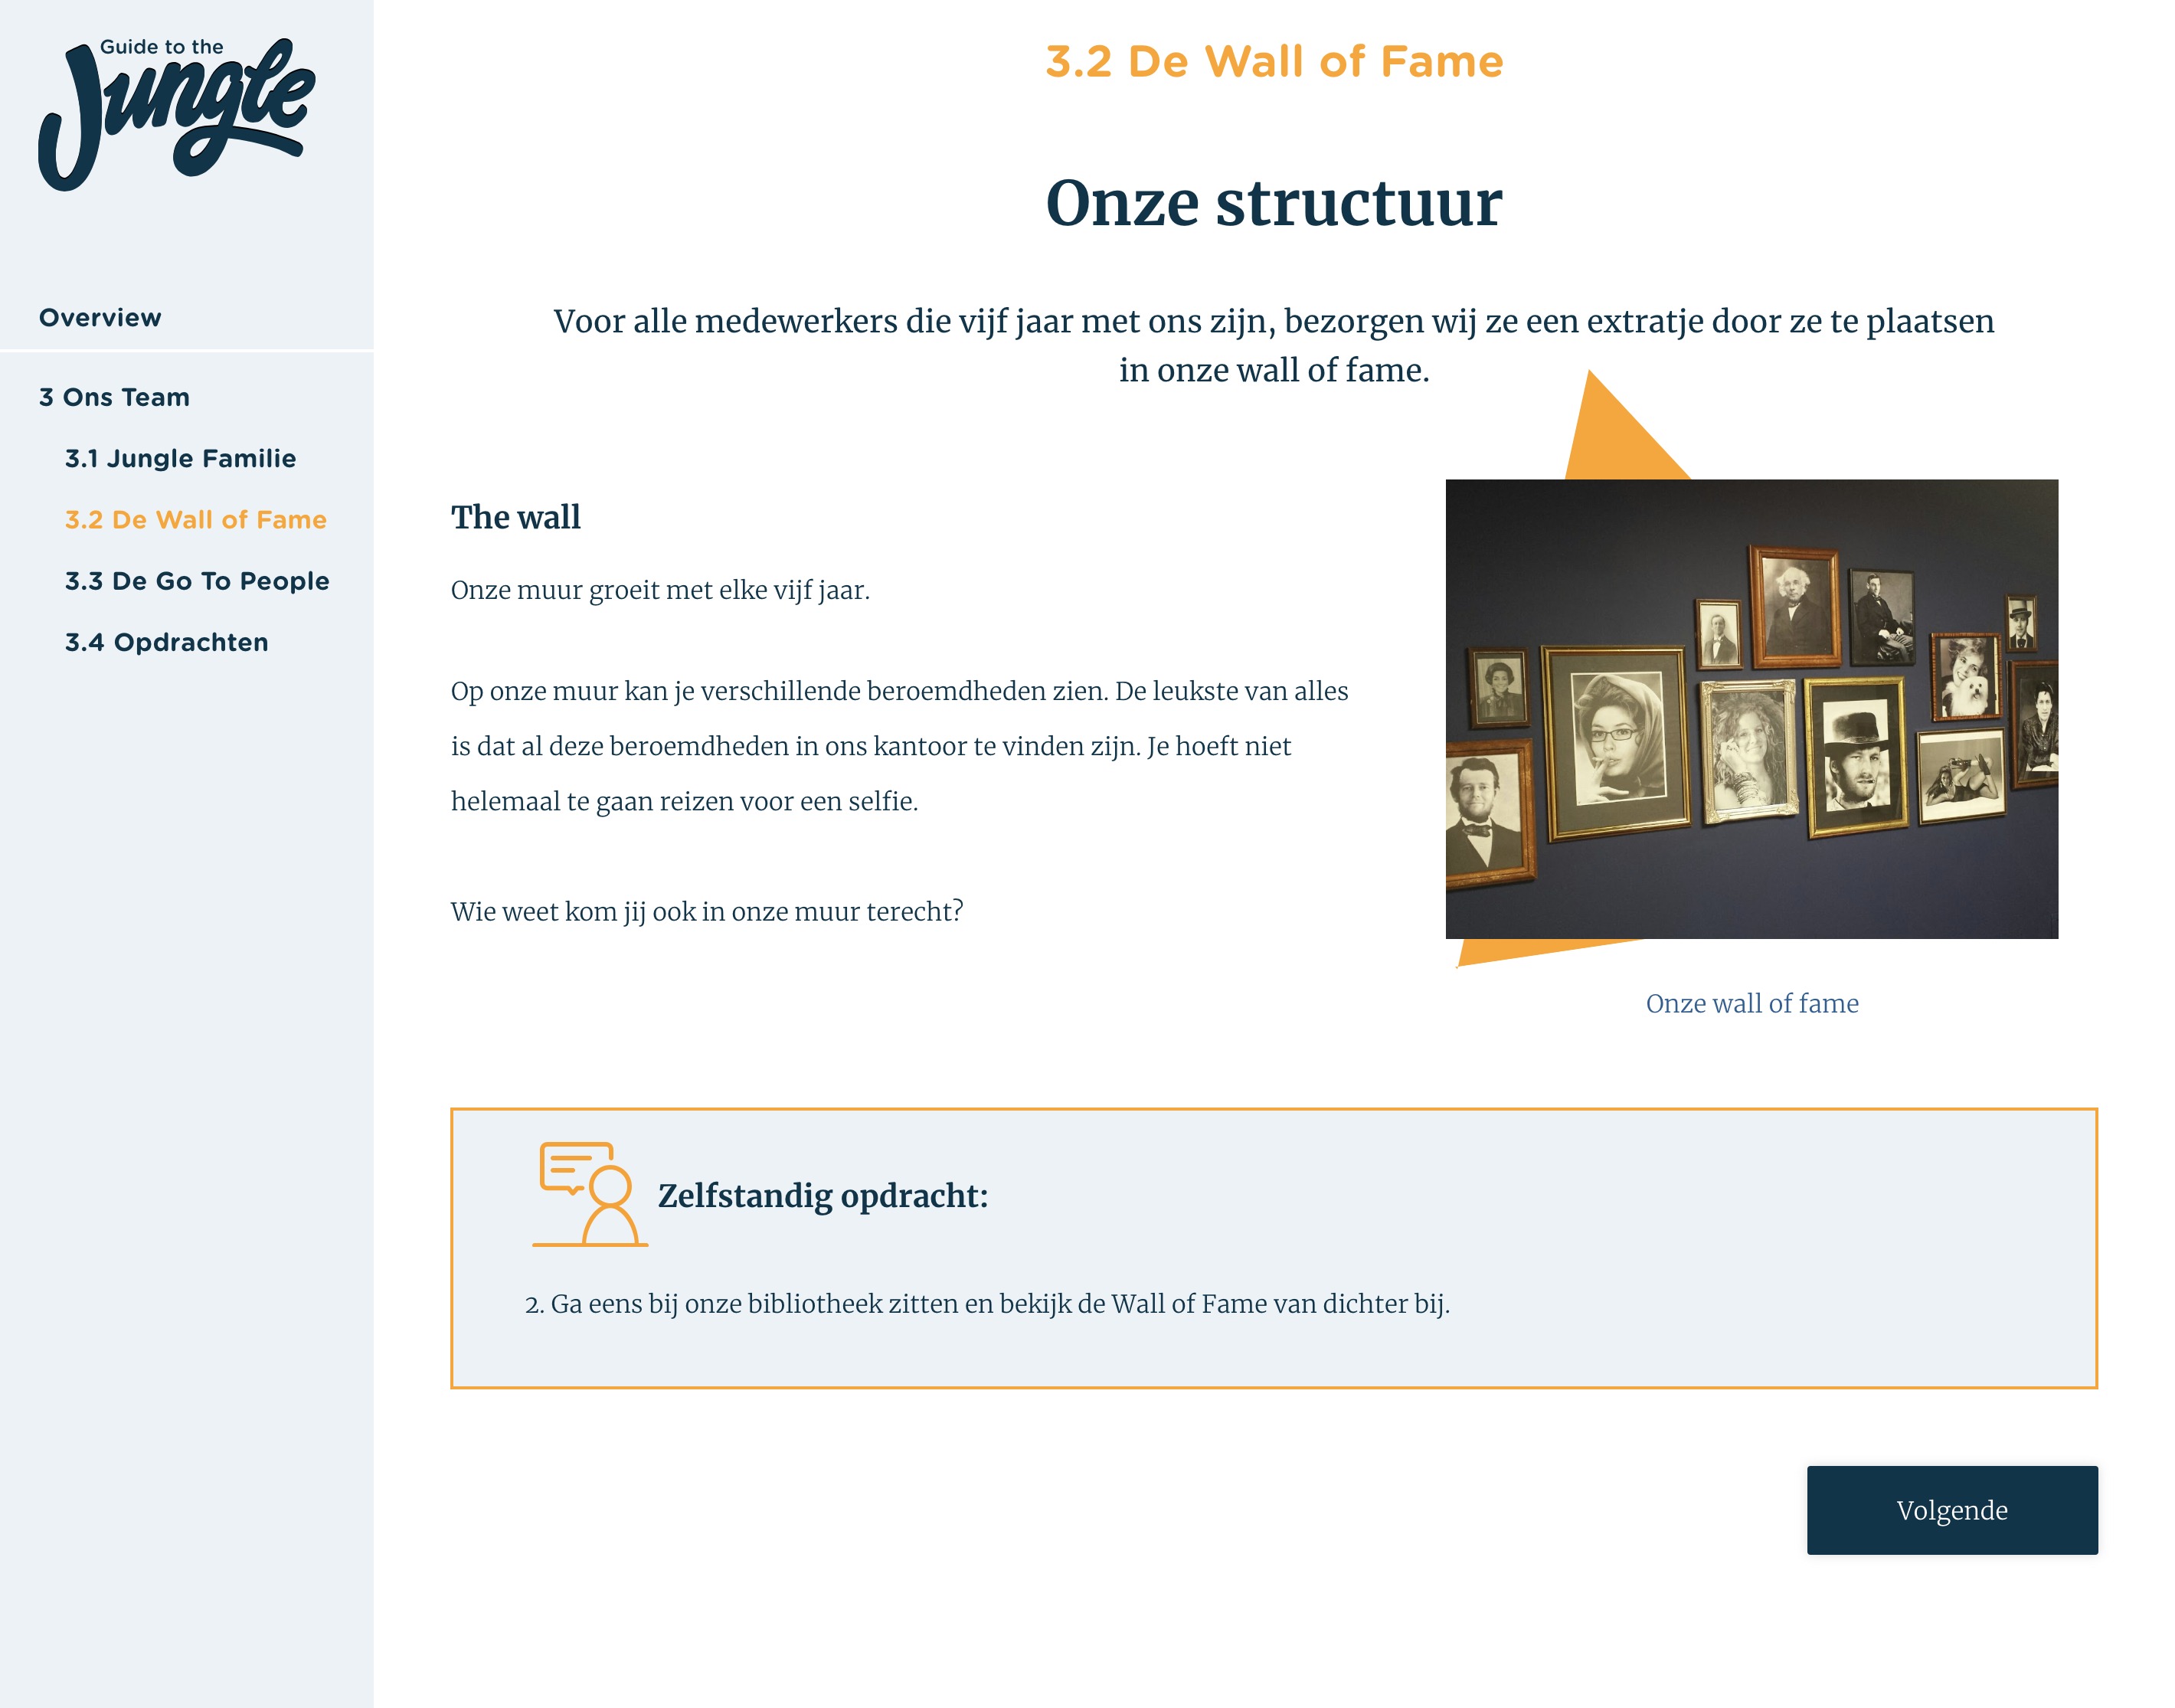 Guide to the
Jungle
Overview
3 Ons Team
3.1 Jungle Familie
3.2 De Wall of Fame
3.3 De Go To People
3.4 Opdrachten
3.2 De Wall of Fame
Onze structuur
Voor alle medewerkers die vijf jaar met ons zijn, bezorgen wij ze een extratje door ze te plaatsen
in onze wall of fame.
The wall
Onze muur groeit met elke vijf jaar.
Op onze muur kan je verschillende beroemdheden zien. De leukste van alles
is dat al deze beroemdheden in ons kantoor te vinden zijn. Je hoeft niet
helemaal te gaan reizen voor een selfie.
Wie weet kom jij ook in onze muur terecht?
Onze wall of fame
Zelfstandig opdracht:
2. Ga eens bij onze bibliotheek zitten en bekijk de Wall of Fame van dichter bij.
Volgende